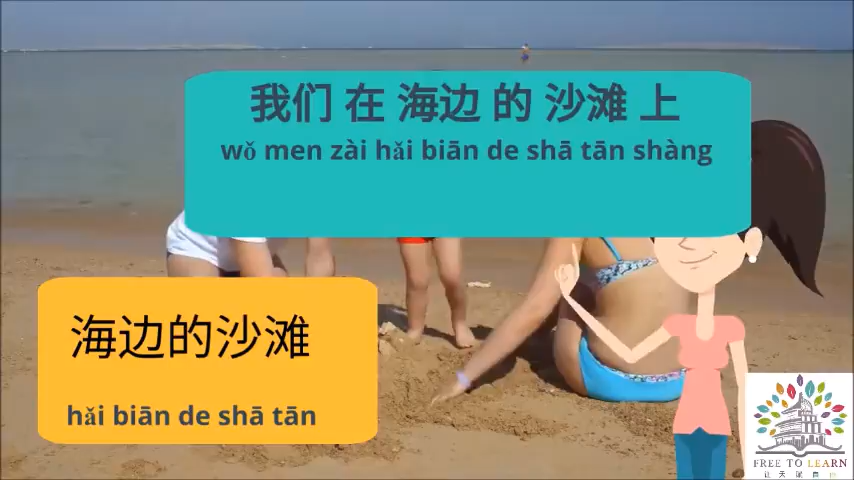 我们 在 海边 的 沙滩 上
wǒ men zài hǎi biān de shā tān shàng
海边的沙滩
hǎi biān de shā tān
FREE TO LEARN